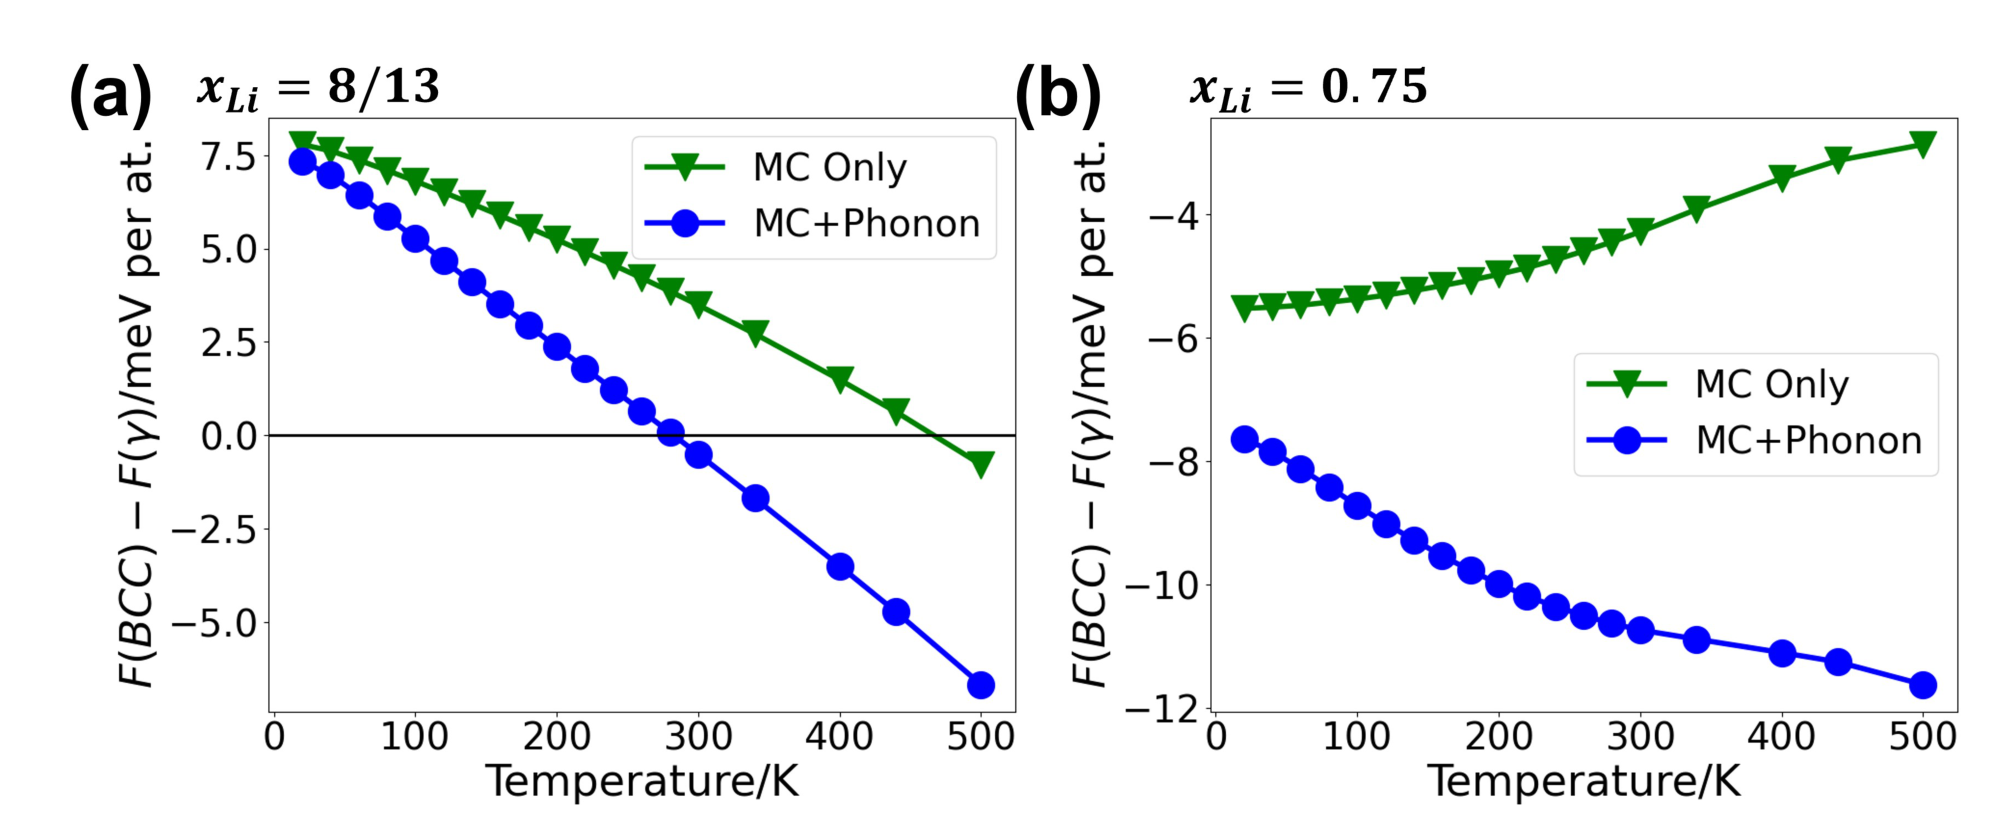 (a) x_Li = 8/13
F(BCC) − F(γ)/meV per at.
7.5
5.0
2.5
0.0
−2.5
−5.0
MC Only
MC+Phonon
0 100 200 300 400 500
Temperature/K
(b) x_Li = 0.75
F(BCC) − F(γ)/meV per at.
−4
−6
−8
−10
−12
MC Only
MC+Phonon
0 100 200 300 400 500
Temperature/K